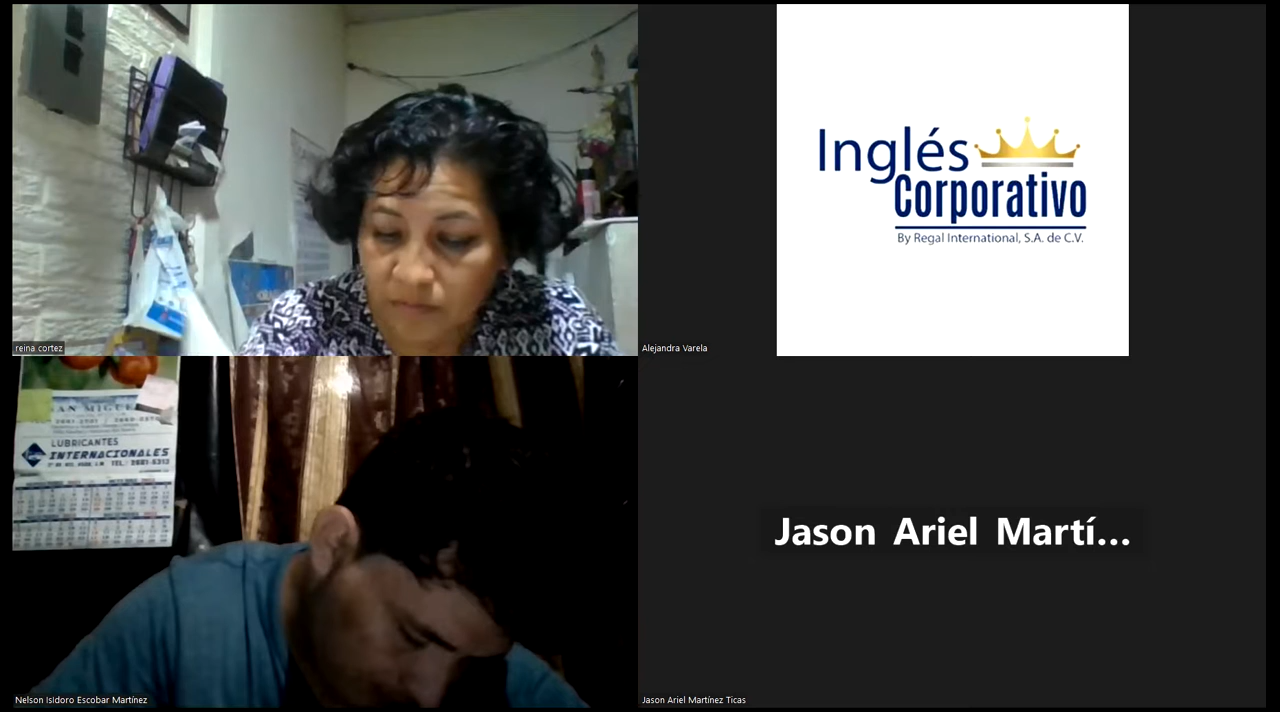 Inglés
Corporativo
By Regal International, S.A. de C.V.
reina cortez
Alejandra Varela
LUBRICANTES
INTERNACIONALES
Jason Ariel Martí...
Nelson Isidoro Escobar Martínez
Jason Ariel Martínez Ticas